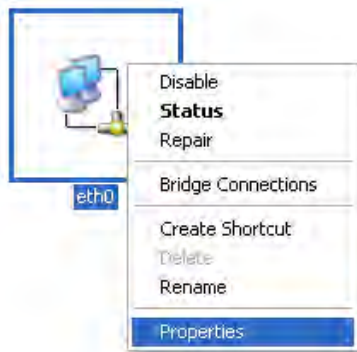 Disable
Status
Repair
Bridge Connections
Create Shortcut
Delete
Rename
Properties
eth0